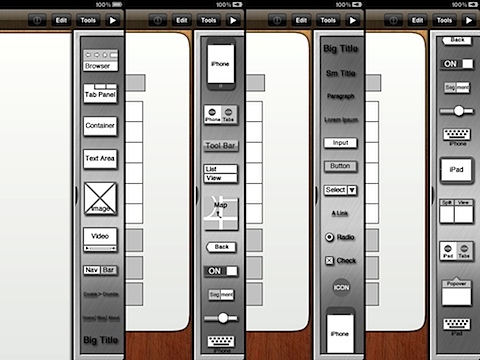 100%
Edit
Tools
Browser
Tab Panel
Container
Text Area
Image
Video
Nav Bar
Big Title
100%
Edit
Tools
iPhone
iPhone Tabs
Tool Bar
List
View
Map
Back
ON
Seg ment
iPhone
100%
Edit
Tools
Big Title
Sm Title
Paragraph
Lorem Ipsum
Input
Button
Select
A Link
Radio
Check
ICON
iPhone
100%
Edit
Tools
Back
ON
Seg ment
iPhone
iPad
Split View
iPad Tabs
Popover
iPad